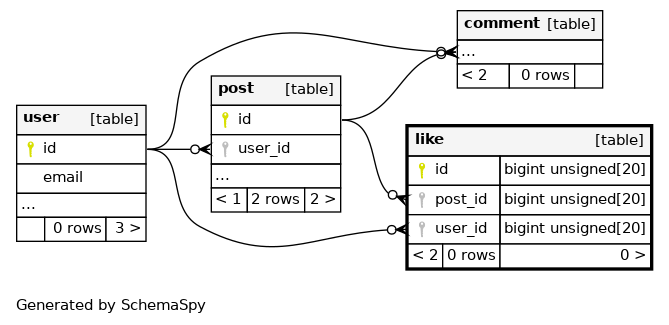 comment [table]
...
< 2 0 rows
post [table]
id
user_id
...
< 1 2 rows 2 >
user [table]
id
email
...
0 rows 3 >
like [table]
id bigint unsigned[20]
post_id bigint unsigned[20]
user_id bigint unsigned[20]
< 2 0 rows 0 >
Generated by SchemaSpy